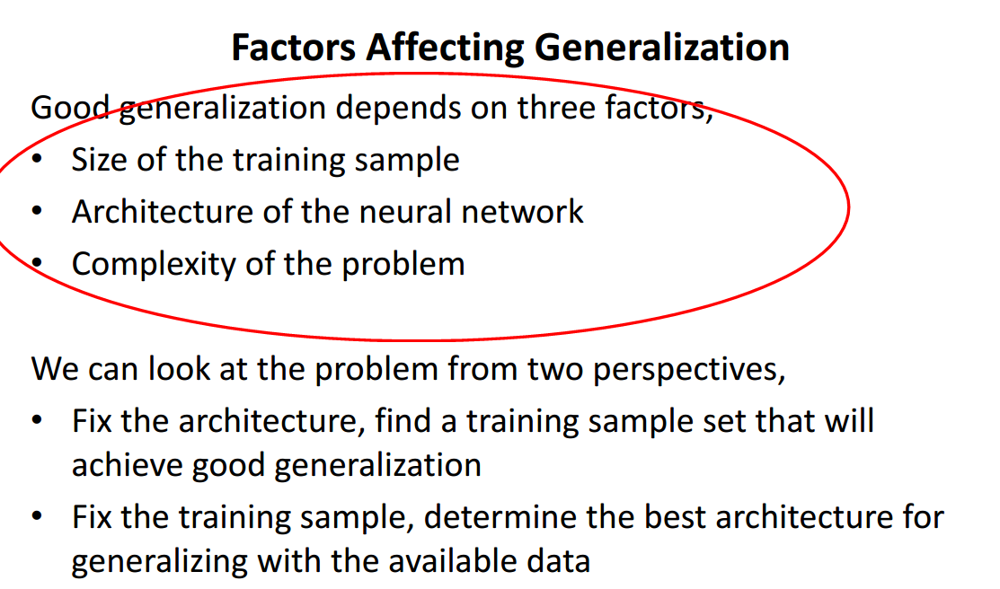 Factors Affecting Generalization
Good generalization depends on three factors,
• Size of the training sample
• Architecture of the neural network
• Complexity of the problem
We can look at the problem from two perspectives,
• Fix the architecture, find a training sample set that will
achieve good generalization
• Fix the training sample, determine the best architecture for
generalizing with the available data